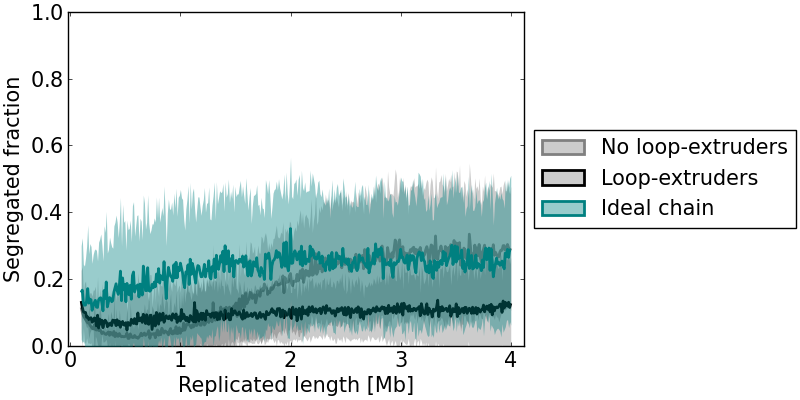 1.0
0.8
0.6
0.4
0.2
0.0
Segregated fraction
0
1
2
3
4
Replicated length [Mb]
No loop-extruders
Loop-extruders
Ideal chain